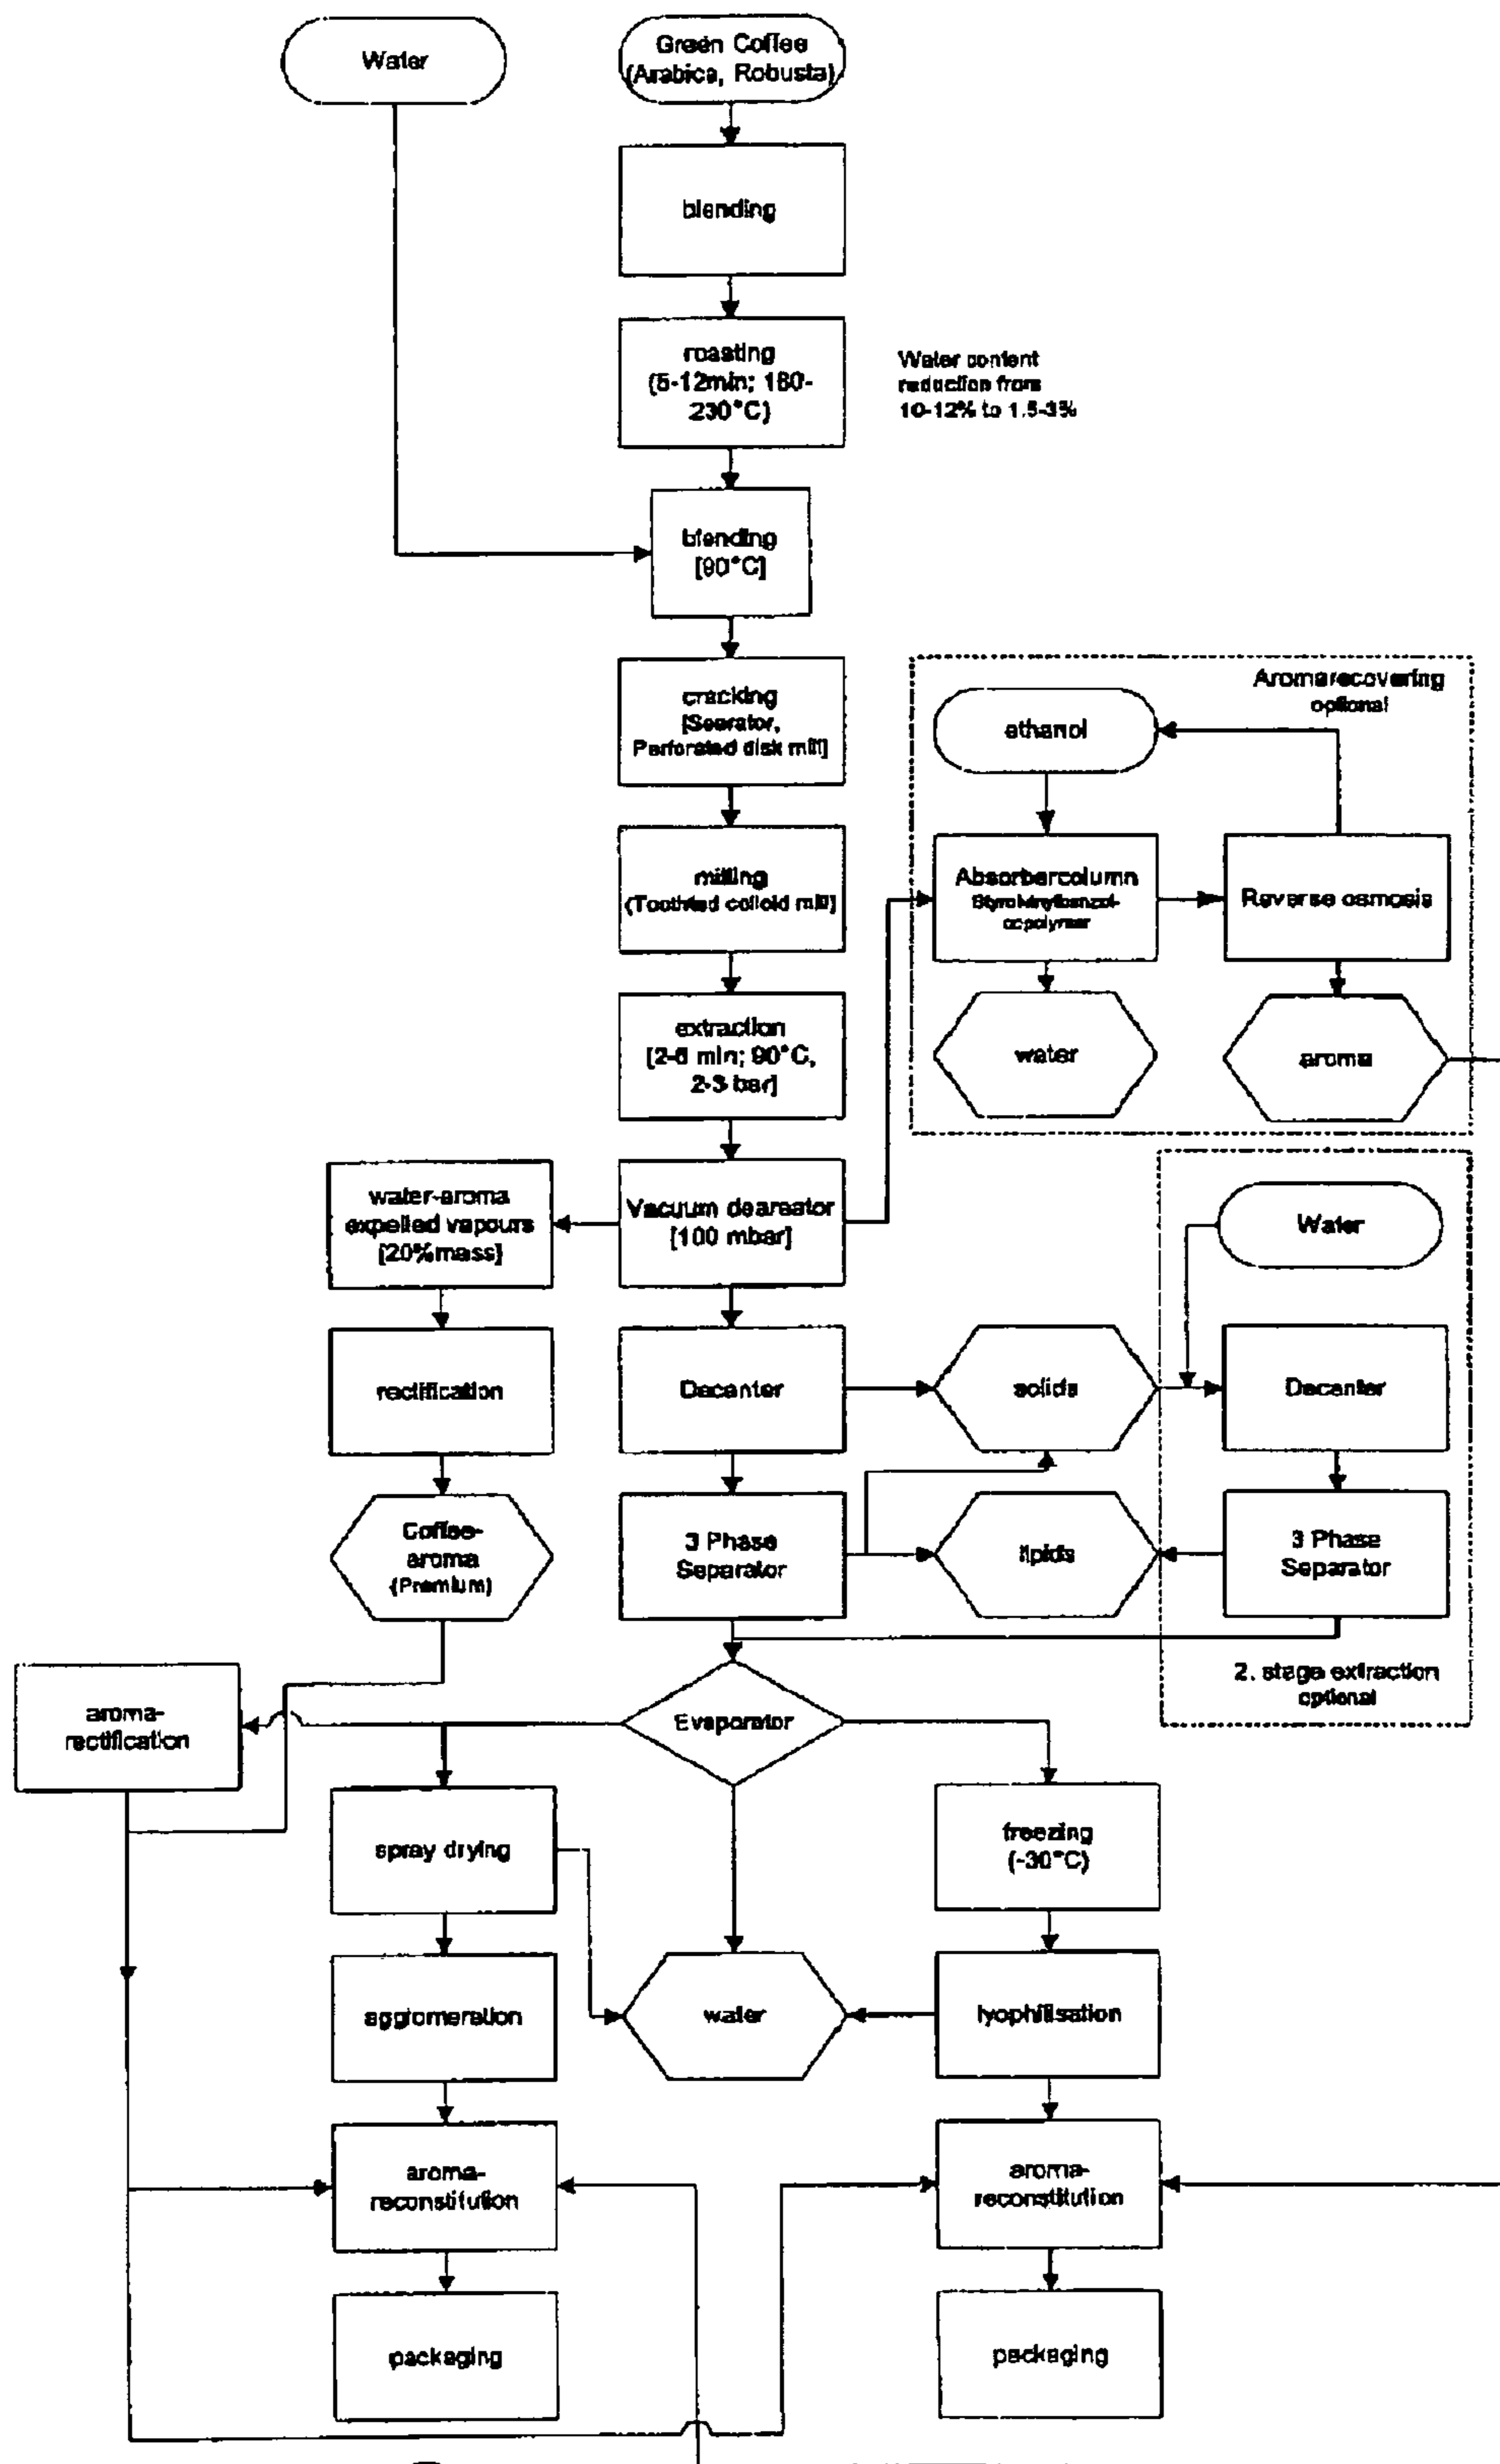 Water
Green Coffee
(Arabica, Robusta)
blending
roasting
(5-12min; 180-
230°C)
Water content
reduction from
10-12% to 1.5-3%
blending
[90°C]
cracking
[Searator,
Perforated disk mill]
milling
(Toothed colloid mill]
extraction
min; 90°C,
2-3 bar]
Aromarecovering
optional
ethanol
Absorbercolumn
copolymer
Reverse osmosis
water
aroma
water-aroma
expelled vapours
[20%mass]
Vacuum deareator
[100 mbar]
Water
rectification
Decanter
solids
Decanter
Coffee-
aroma
(Premium)
3 Phase
Separator
lipids
3 Phase
Separator
2. stage extraction
optional
aroma-
rectification
Evaporator
spray drying
freezing
(-30°C)
agglomeration
water
lyophilisation
aroma-
reconstitution
aroma-
reconstitution
packaging
packaging